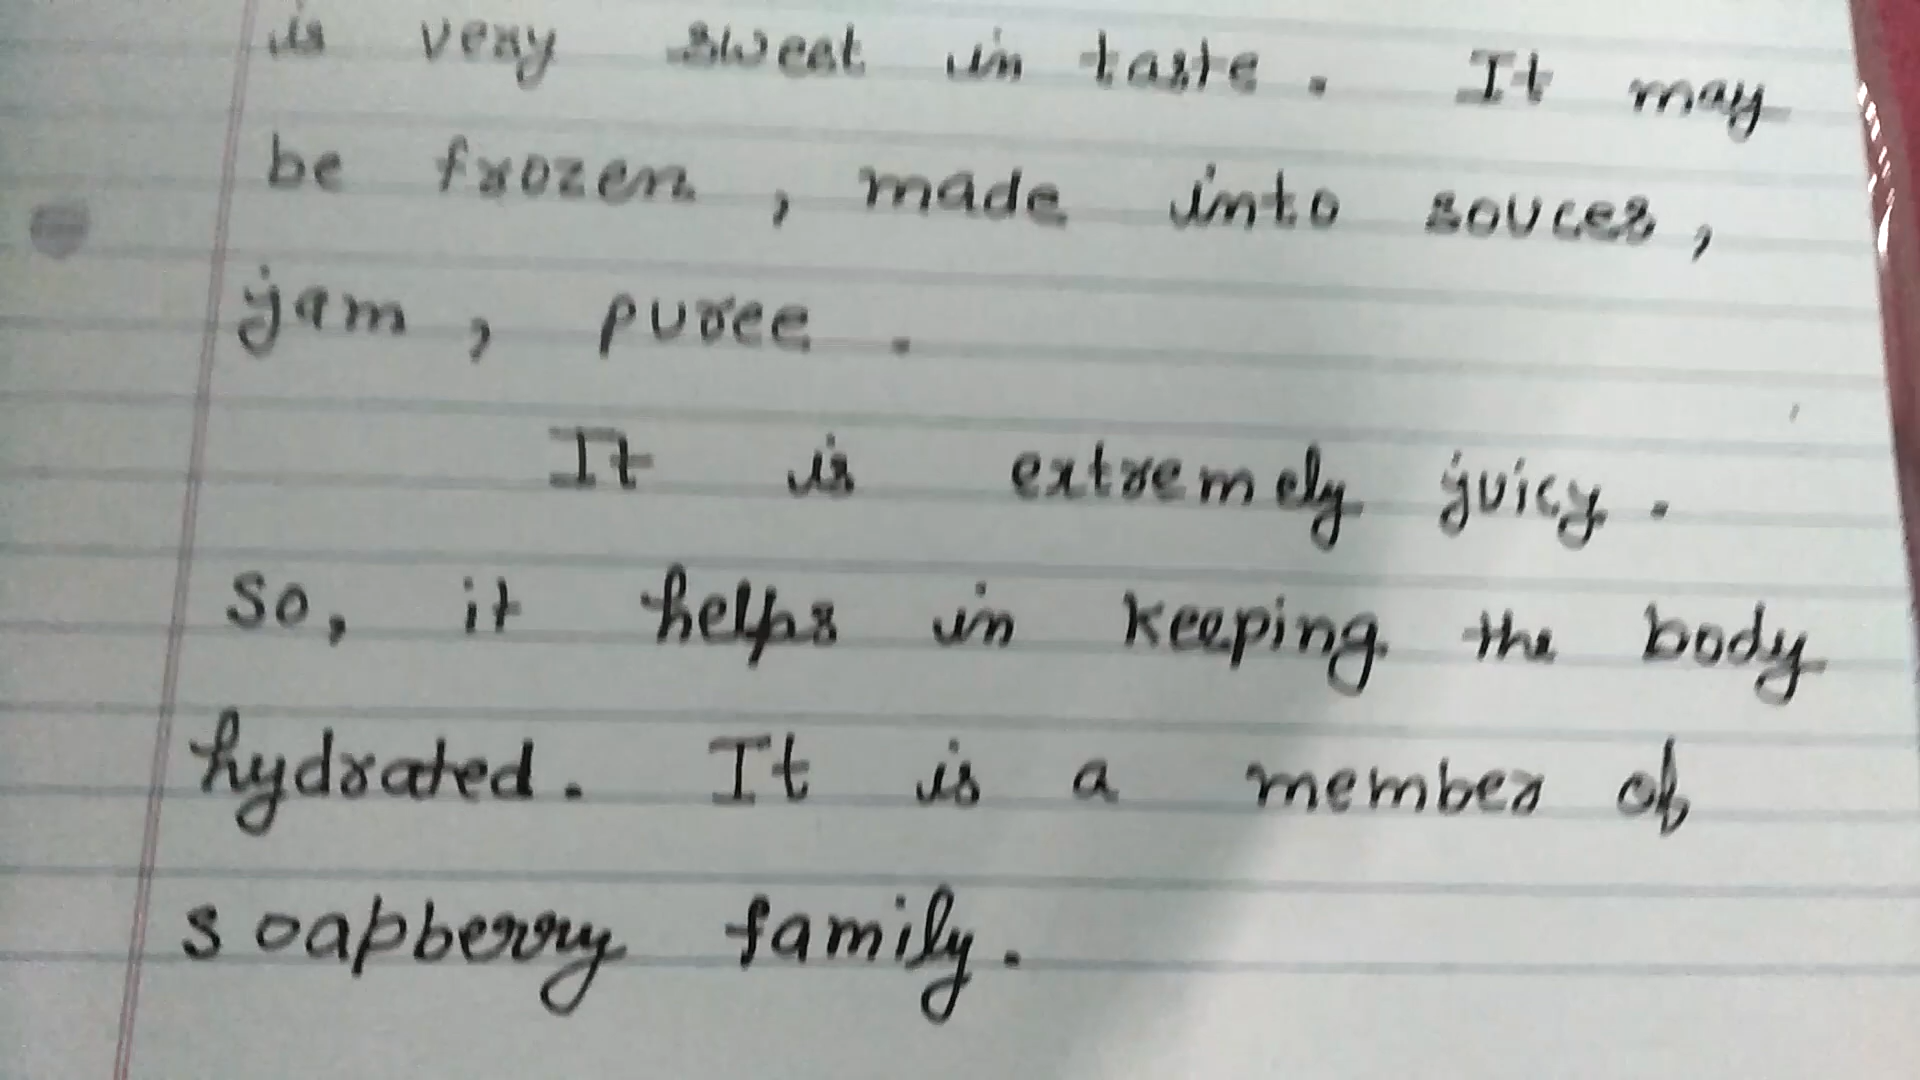 is very sweet in taste. It may
be frozen, made into souces,
jam, puree.
It is extremely juicy.
So, it helps in keeping the body
hydrated. It is a member of
soapberry family.